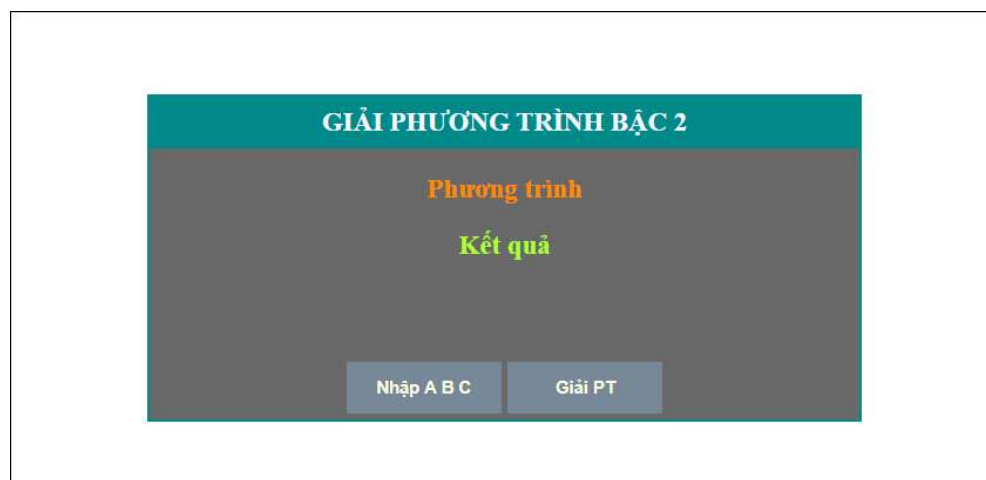 GIẢI PHƯƠNG TRÌNH BẬC 2
Phương trình
Kết quả
Nhập A B C
Giải PT